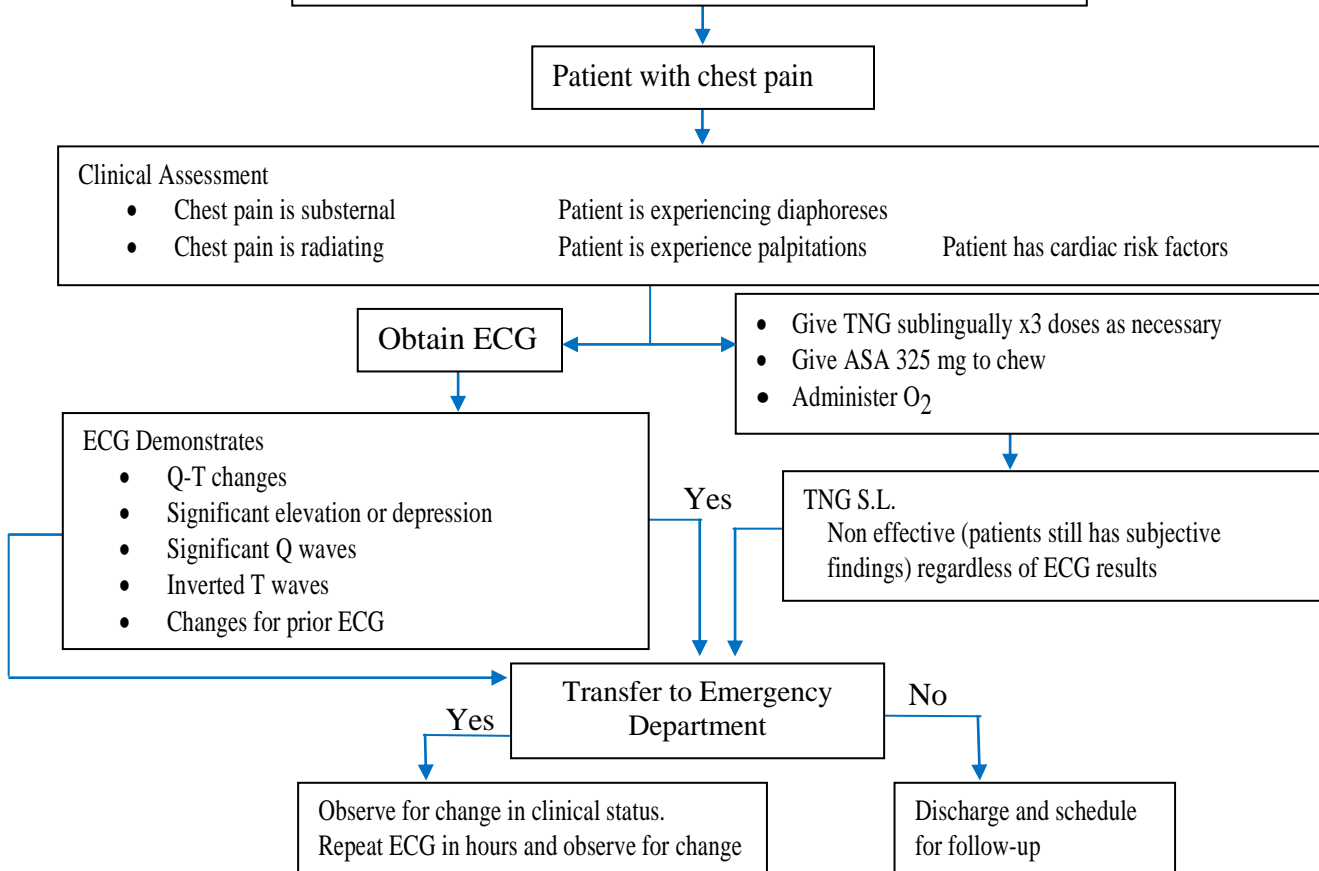 Patient with chest pain
Clinical Assessment
• Chest pain is substernal Patient is experiencing diaphoreses
• Chest pain is radiating Patient is experience palpitations Patient has cardiac risk factors
Obtain ECG
• Give TNG sublingually x3 doses as necessary
• Give ASA 325 mg to chew
• Administer O2
ECG Demonstrates
• Q-T changes
• Significant elevation or depression
• Significant Q waves
• Inverted T waves
• Changes for prior ECG
Yes
TNG S.L.
Non effective (patients still has subjective
findings) regardless of ECG results
Transfer to Emergency
Department
Yes
No
Observe for change in clinical status.
Repeat ECG in hours and observe for change
Discharge and schedule
for follow-up